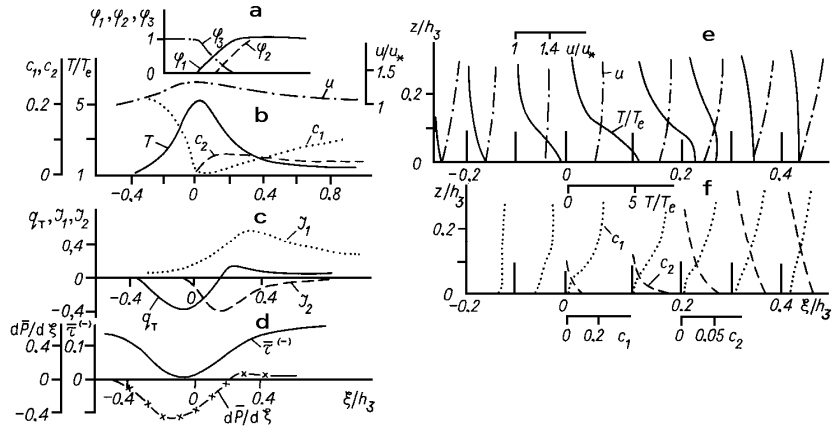 a
φ₁, φ₂, φ₃
1
0
φ₃
φ₁
φ₂
u/u*
1.5
1
c₁, c₂
T/Tₑ
0.2
5
0
1
b
u
T
c₂
c₁
-0.4
0
0.2
0.4
0.8
c
q_T, J₁, J₂
0,4
0
-0.4
J₁
-0.4
0
0.4
q_T
J₂
d
dP̄/dξ
τ̄⁽⁻⁾
0.4
0.1
0
0
-0.4
τ̄⁽⁻⁾
-0.4
0
0.4
ξ/h₃
dP̄/dξ
e
z/h₃
1
1.4
u/u*
0.2
0
u
T/Tₑ
-0.2
0
0.2
0.4
f
z/h₃
0
5
T/Tₑ
0.2
0
c₁
c₂
-0.2
0
0.2
0.4
ξ/h₃
0
0.2
c₁
0
0.05
c₂